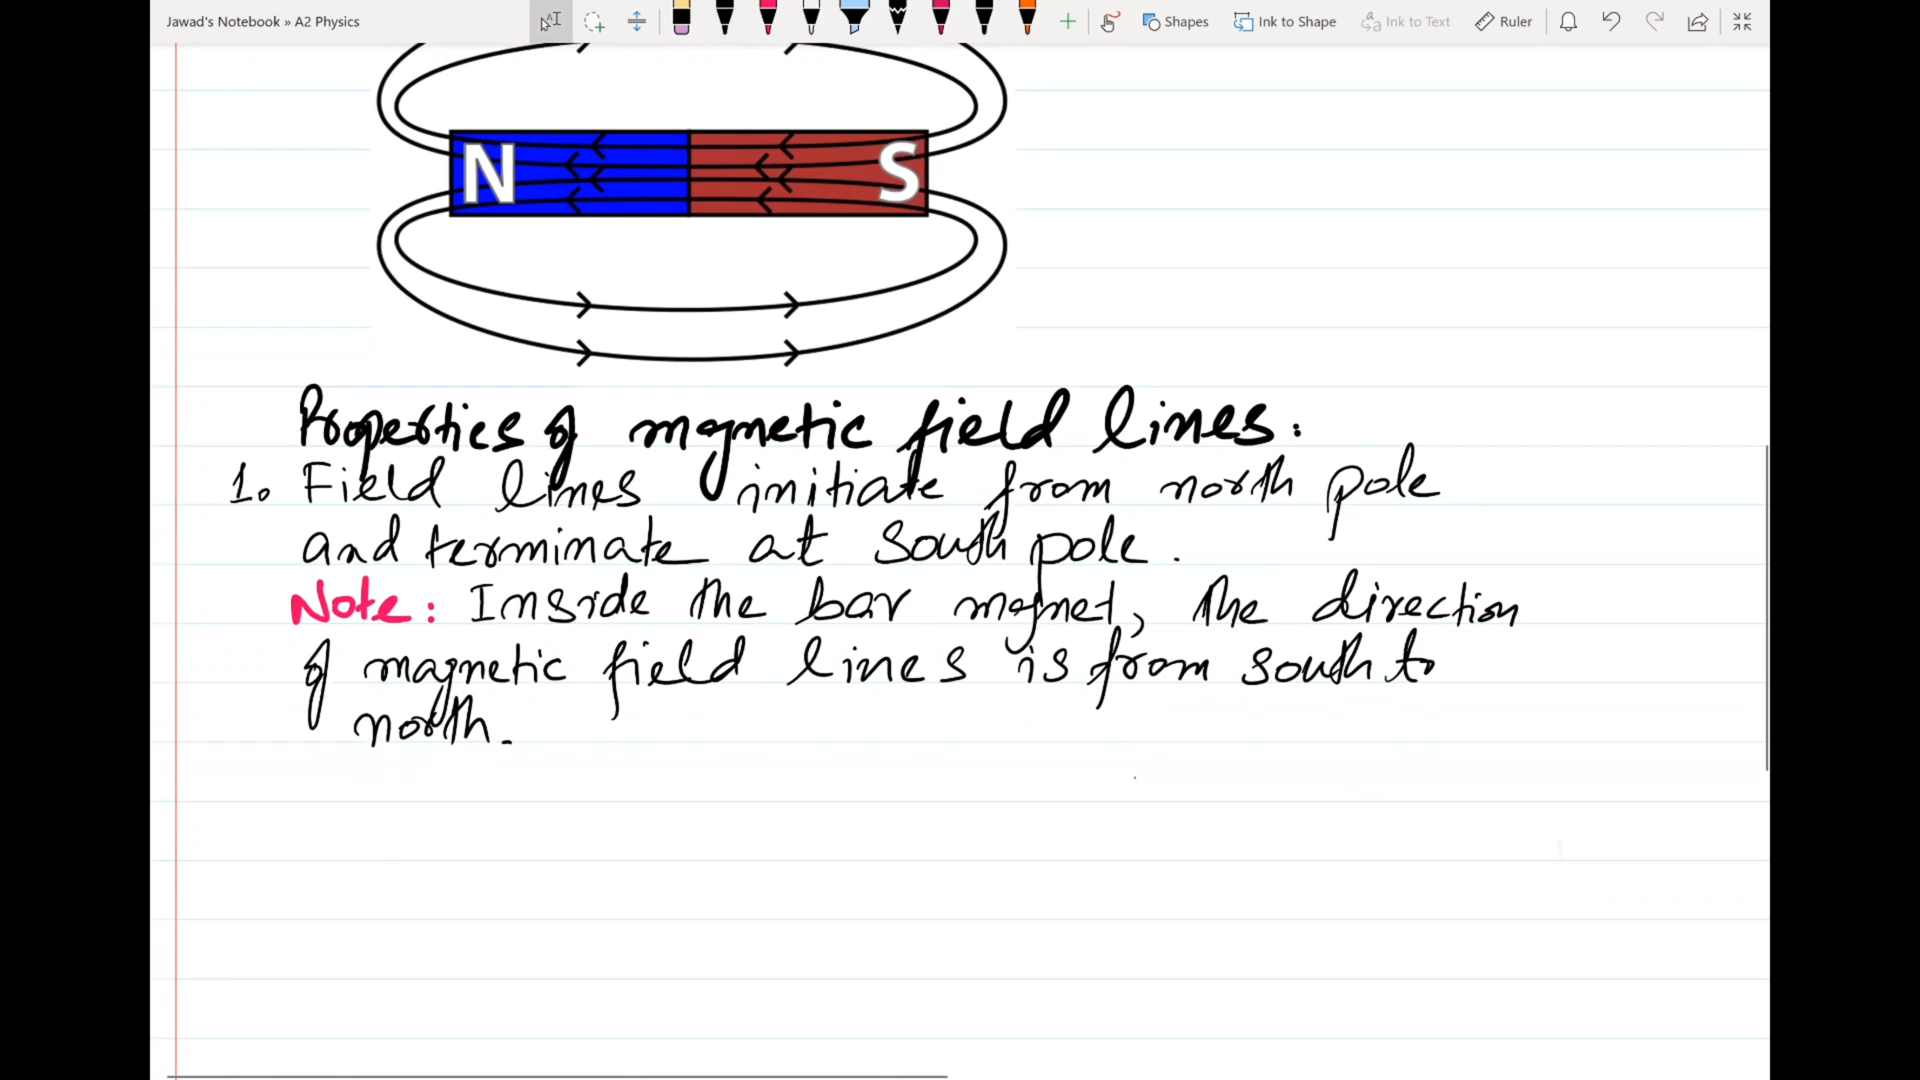 Jawad's Notebook » A2 Physics
Shapes
Ink to Shape
Ink to Text
Ruler
N S
Properties of magnetic field lines:
1. Field lines initiate from north pole
and terminate at south pole.
Note: Inside the bar magnet, the direction
of magnetic field lines is from south to
north.